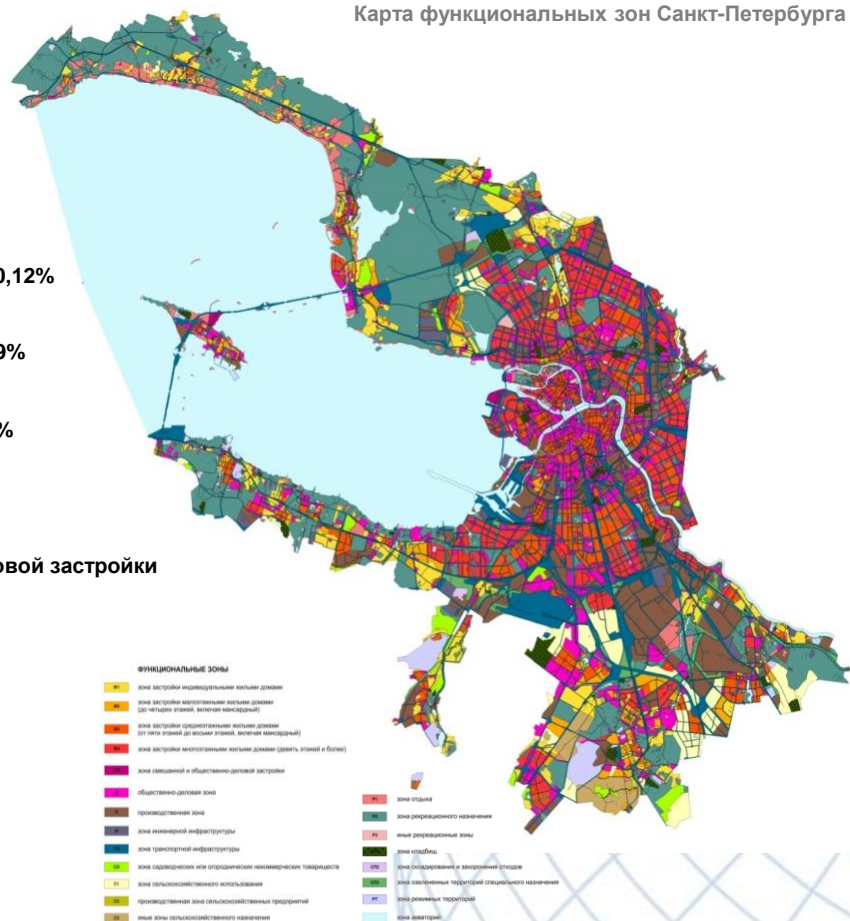 Карта функциональных зон Санкт-Петербурга
0,12%
9%
%
овой застройки
ФУНКЦИОНАЛЬНЫЕ ЗОНЫ
зона застройки индивидуальными жилыми домами
зона застройки малоэтажными жилыми домами
(до четырех этажей, включая мансардный)
зона застройки среднеэтажными жилыми домами
(от пяти этажей до восьми этажей, включая мансардный)
зона застройки многоэтажными жилыми домами (девять этажей и более)
зона смешанной и общественно-деловой застройки
общественно-деловая зона
производственная зона
зона инженерной инфраструктуры
зона транспортной инфраструктуры
зона садоводческих или огороднических некоммерческих товариществ
зона сельскохозяйственного использования
производственная зона сельскохозяйственных предприятий
иные зоны сельскохозяйственного назначения
Р1 зона отдыха
Р2 зона рекреационного назначения
Р3 иные рекреационные зоны
зона кладбищ
зона складирования и захоронения отходов
зона озелененных территорий специального назначения
РТ зона режимных территорий
зона акватории